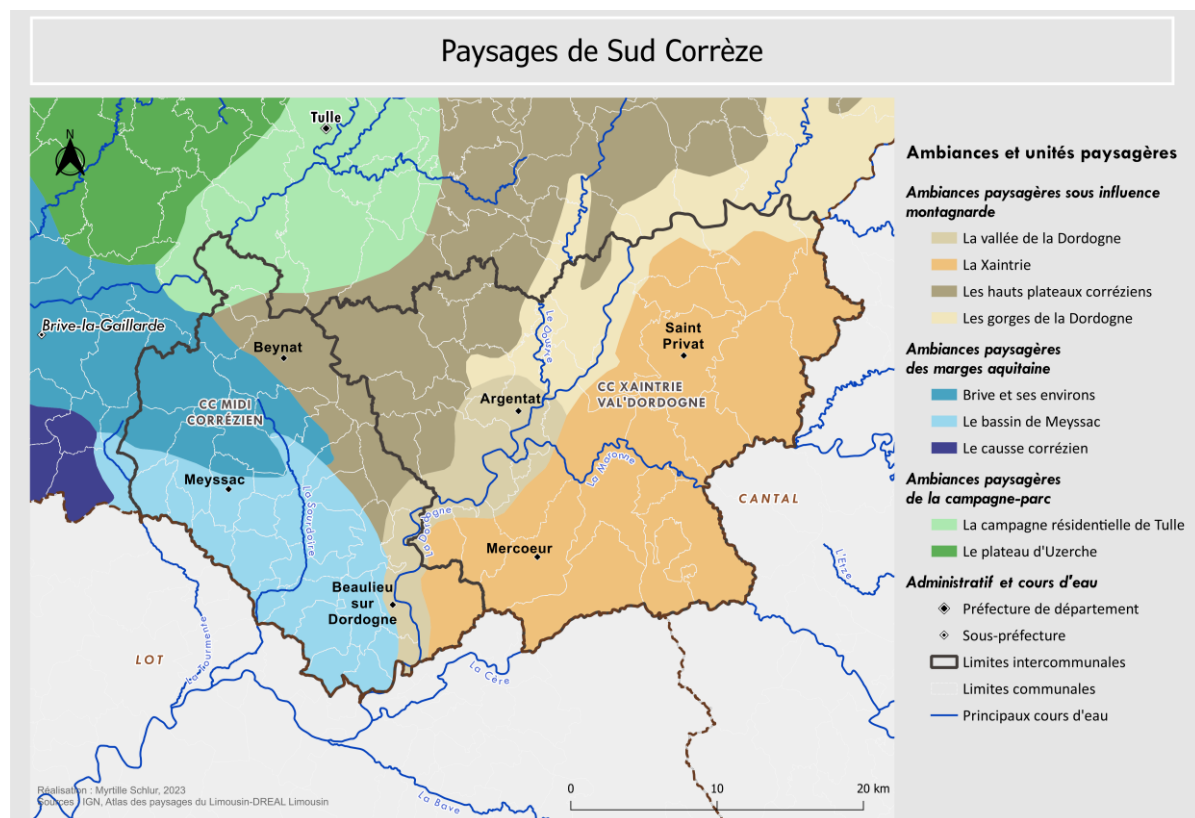 Paysages de Sud Corrèze
N
Tulle
Brive-la-Gaillarde
Beynat
Saint
Privat
Le Doustre
Argentat
CC XAINTRIE
VAL'DORDOGNE
CC MIDI
CORRÉZIEN
Meyssac
La Sourdoire
La Maronne
La Dordogne
CANTAL
Mercoeur
L'Etze
Beaulieu
sur
Dordogne
LOT
La Tourmente
La Cère
La Bave
Réalisation : Myrtille Schlur, 2023
Sources : IGN, Atlas des paysages du Limousin-DREAL Limousin
0 10 20 km
Ambiances et unités paysagères
Ambiances paysagères sous influence
montagnarde
La vallée de la Dordogne
La Xaintrie
Les hauts plateaux corréziens
Les gorges de la Dordogne
Ambiances paysagères
des marges aquitaine
Brive et ses environs
Le bassin de Meyssac
Le causse corrézien
Ambiances paysagères
de la campagne-parc
La campagne résidentielle de Tulle
Le plateau d'Uzerche
Administratif et cours d'eau
Préfecture de département
Sous-préfecture
Limites intercommunales
Limites communales
Principaux cours d'eau